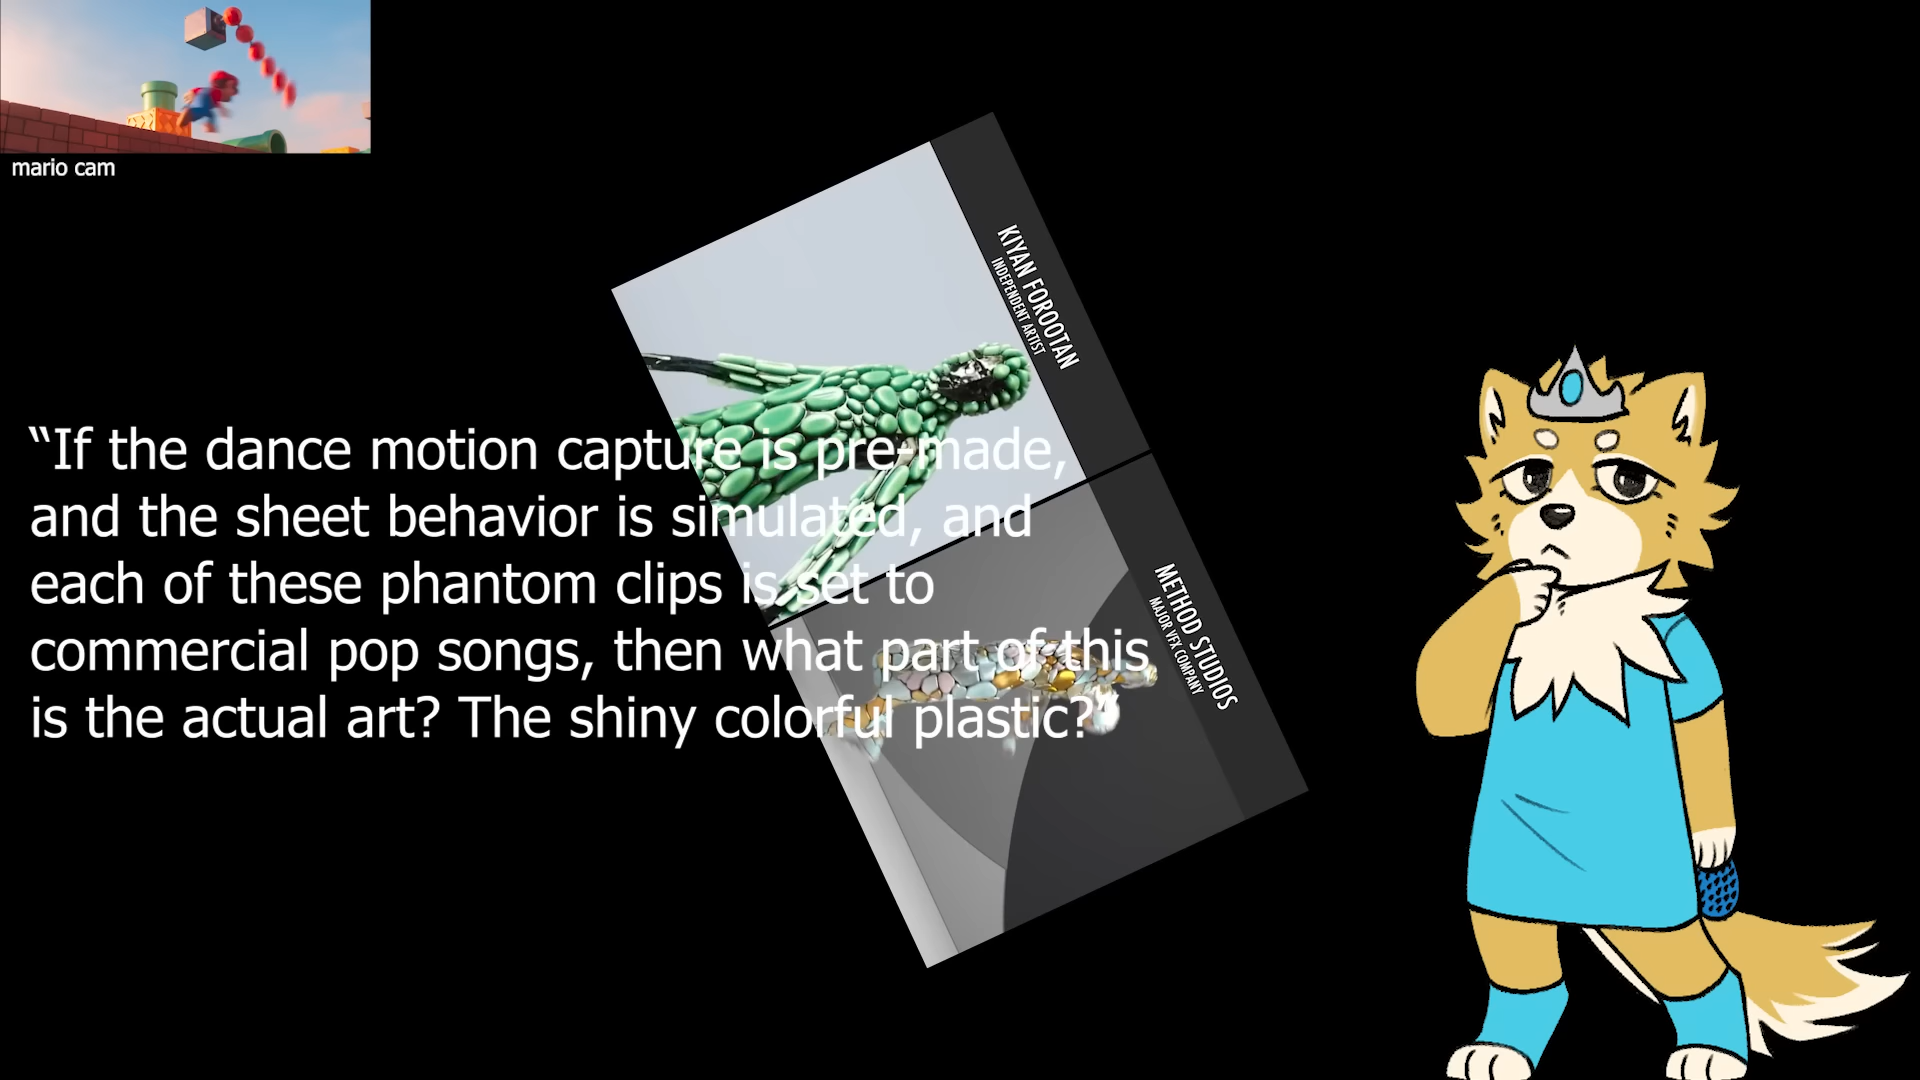 mario cam
KIYAN FOROOTAN
INDEPENDENT ARTIST
“If the dance motion capture is pre-made,
and the sheet behavior is simulated, and
each of these phantom clips is set to
commercial pop songs, then what part of this
is the actual art? The shiny colorful plastic?”
METHOD STUDIOS
MAJOR VFX COMPANY